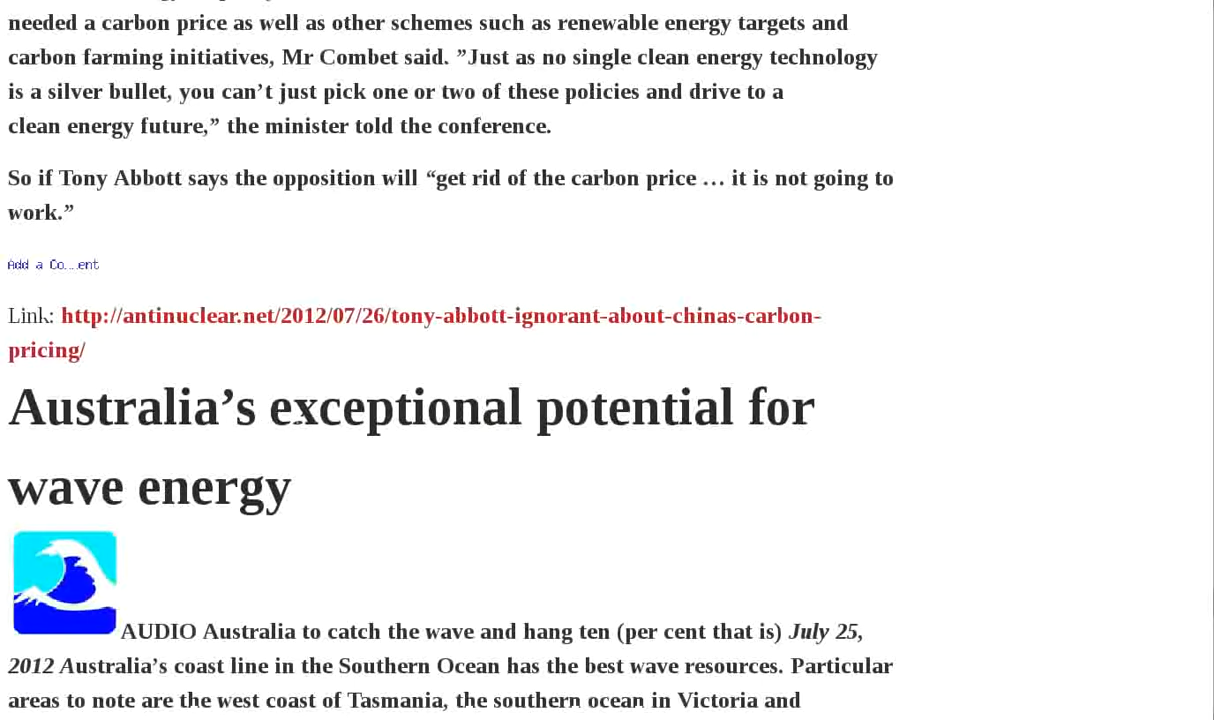 needed a carbon price as well as other schemes such as renewable energy targets and
carbon farming initiatives, Mr Combet said. ”Just as no single clean energy technology
is a silver bullet, you can’t just pick one or two of these policies and drive to a
clean energy future,” the minister told the conference.
So if Tony Abbott says the opposition will “get rid of the carbon price … it is not going to
work.”
Add a Co...ent
Link: http://antinuclear.net/2012/07/26/tony-abbott-ignorant-about-chinas-carbon-
pricing/
Australia’s exceptional potential for
wave energy
AUDIO Australia to catch the wave and hang ten (per cent that is) July 25,
2012 Australia’s coast line in the Southern Ocean has the best wave resources. Particular
areas to note are the west coast of Tasmania, the southern ocean in Victoria and